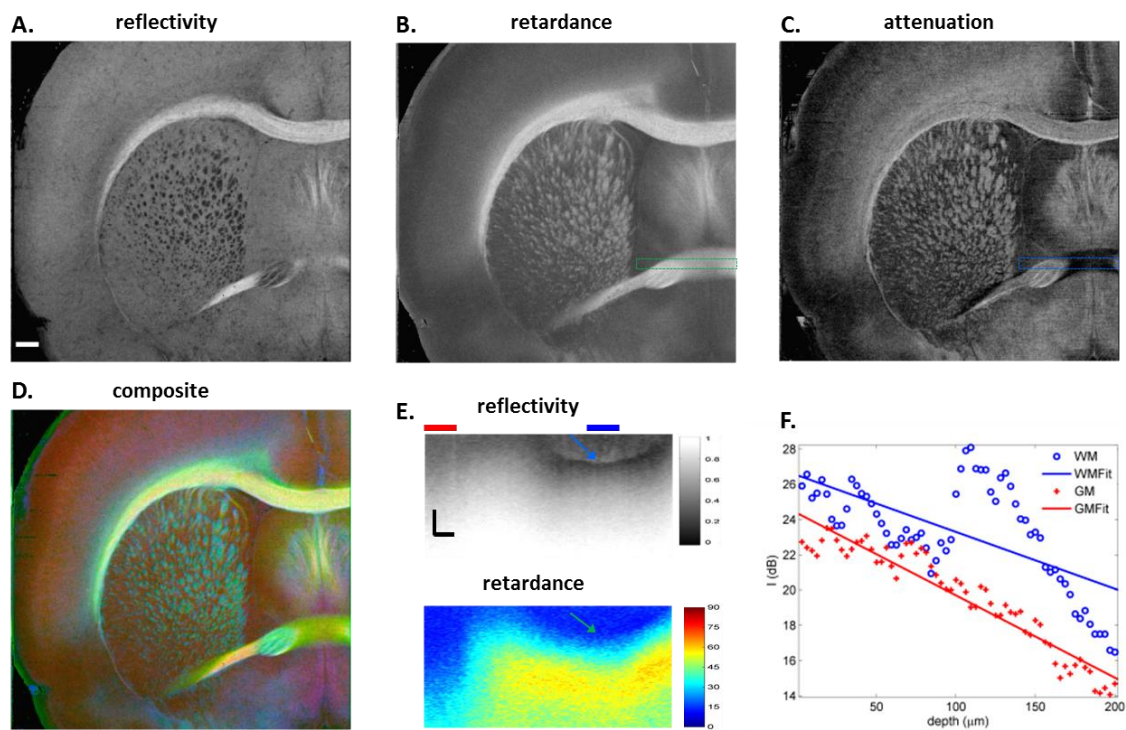 A. reflectivity
B. retardance
C. attenuation
D. composite
E. reflectivity
1
0.8
0.6
0.4
0.2
0
retardance
90
75
60
45
30
15
0
F.
28
26
24
22
20
18
16
14
I (dB)
50 100 150 200
depth (μm)
WM
WMFit
GM
GMFit